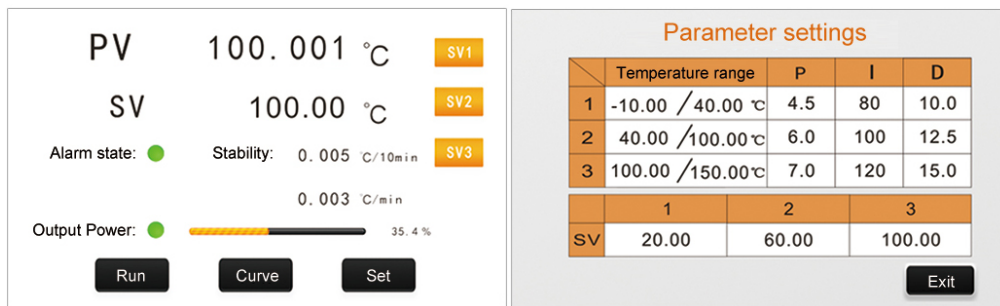 PV 100.001 ℃ SV1
SV 100.00 ℃ SV2
Alarm state: Stability: 0.005 ℃/10min SV3
0.003 ℃/min
Output Power: 35.4%
Run Curve Set
Parameter settings
Temperature range P I D
1 -10.00 /40.00 ℃ 4.5 80 10.0
2 40.00 /100.00 ℃ 6.0 100 12.5
3 100.00 /150.00℃ 7.0 120 15.0
1 2 3
SV 20.00 60.00 100.00
Exit